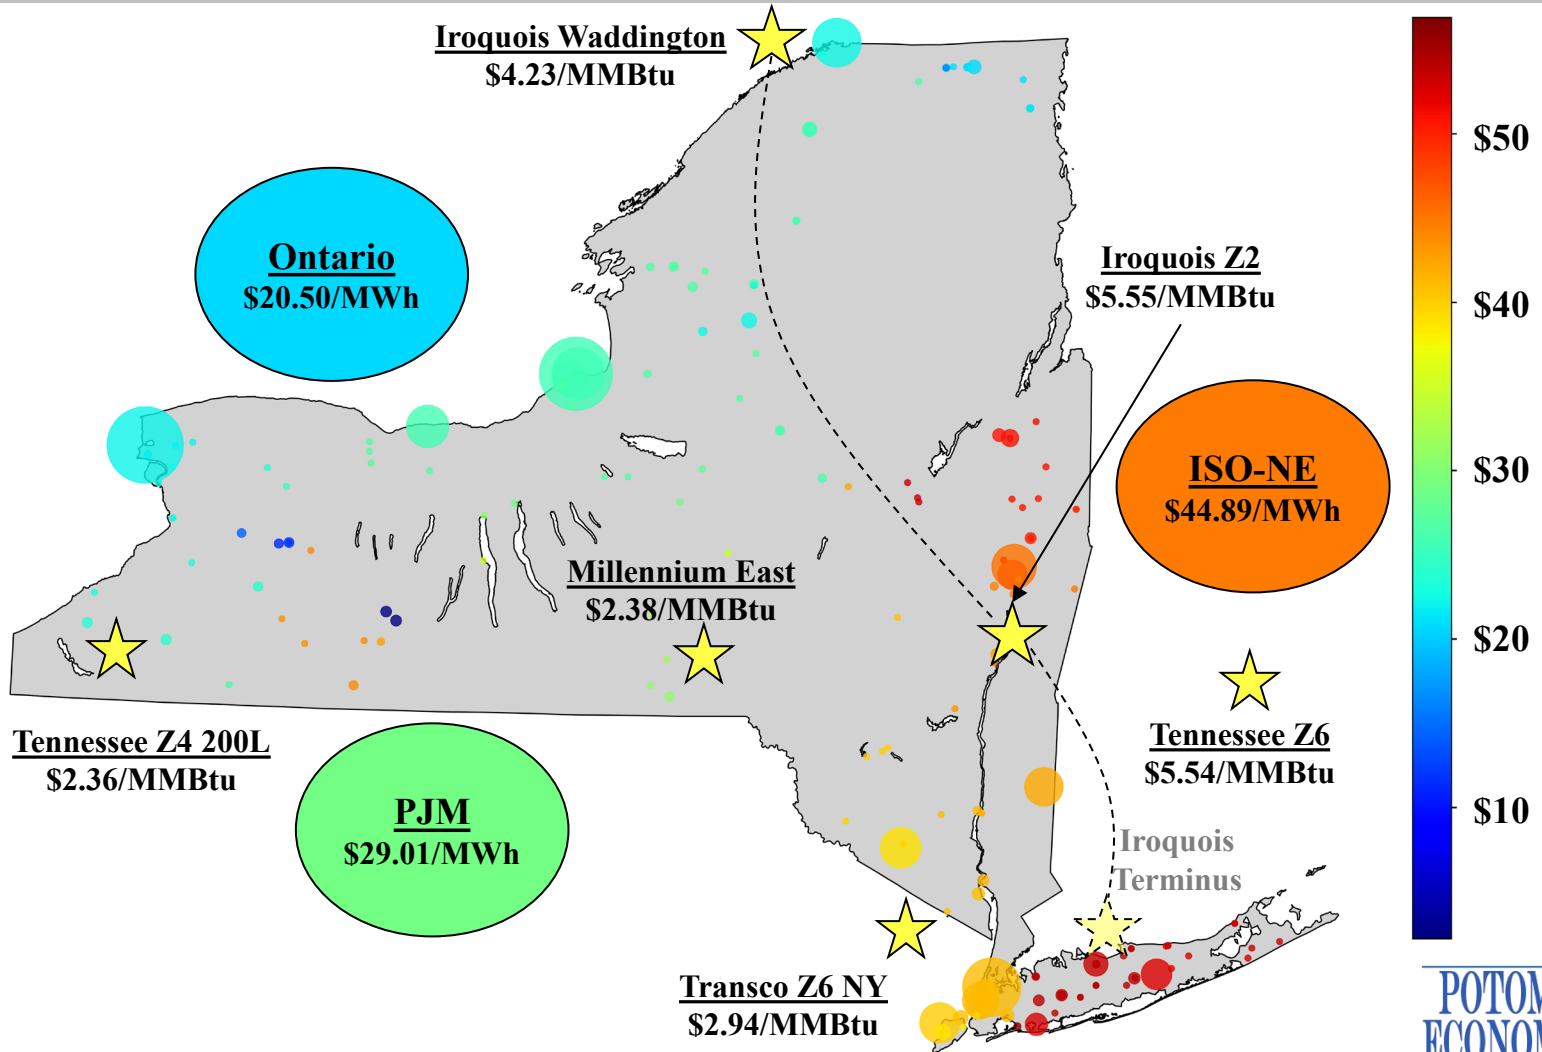 Iroquois Waddington
$4.23/MMBtu
$50
Ontario
$20.50/MWh
Iroquois Z2
$5.55/MMBtu
$40
ISO-NE
$44.89/MWh
$30
Millennium East
$2.38/MMBtu
$20
Tennessee Z4 200L
$2.36/MMBtu
Tennessee Z6
$5.54/MMBtu
PJM
$29.01/MWh
$10
Iroquois
Terminus
Transco Z6 NY
$2.94/MMBtu
POTOM
ECONOM